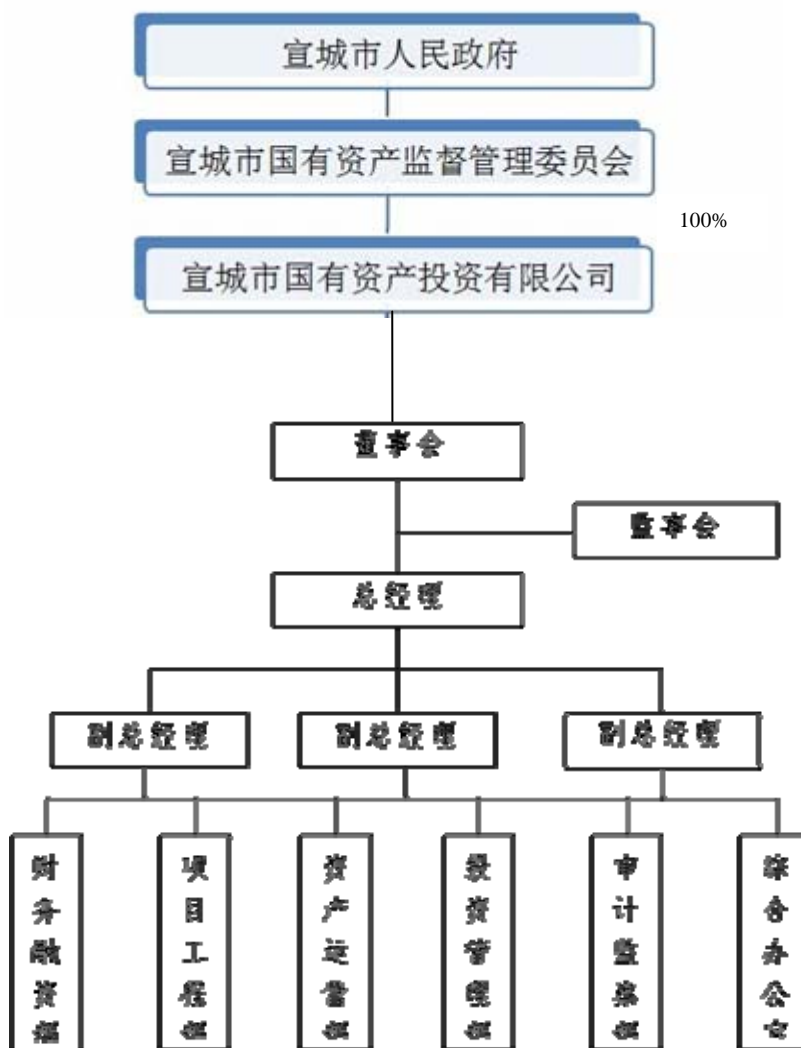 宣城市人民政府
宣城市国有资产监督管理委员会
100%
宣城市国有资产投资有限公司
董事会
监事会
总经理
副总经理
副总经理
副总经理
财务融资部
项目工程部
资产运营部
投资管理部
审计监察部
综合办公室